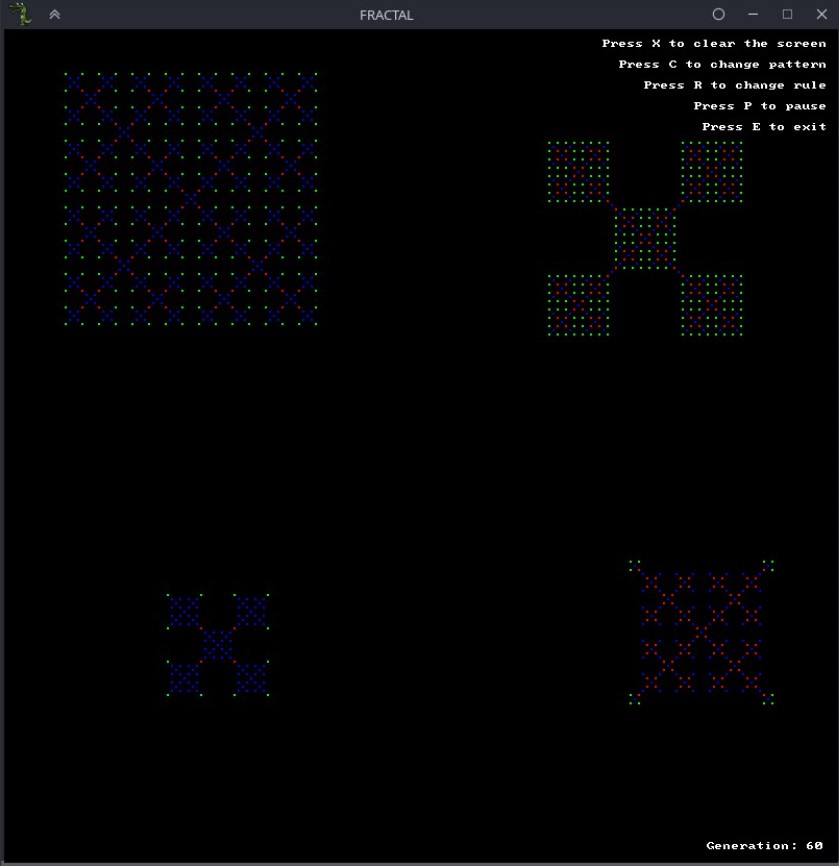 FRACTAL
Press X to clear the screen
Press C to change pattern
Press R to change rule
Press P to pause
Press E to exit
Generation: 60